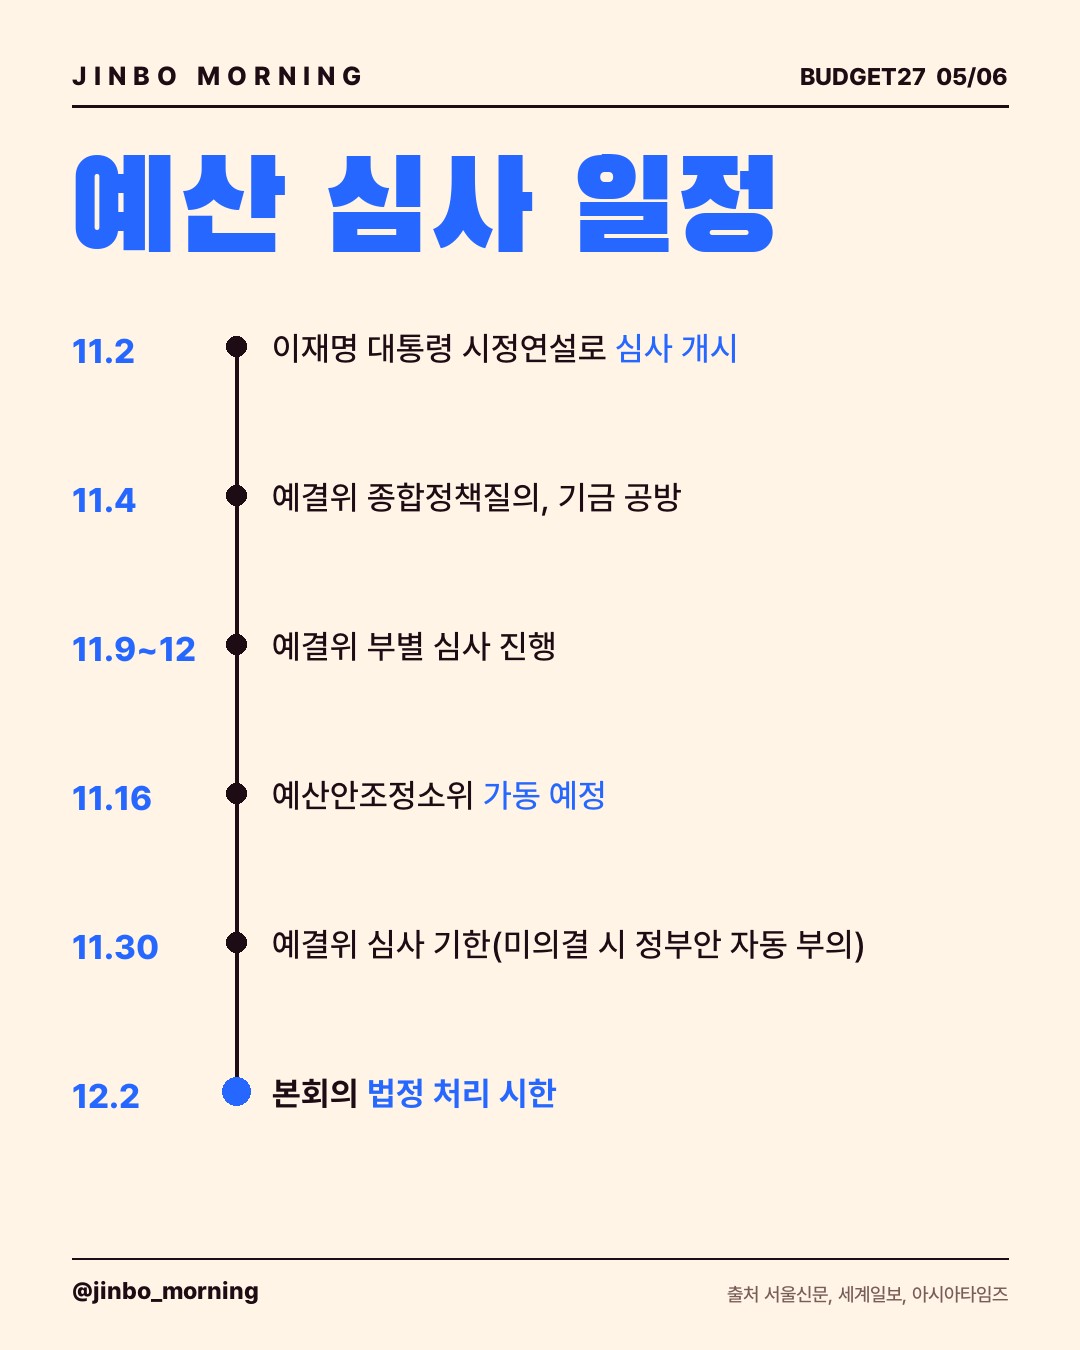 JINBO MORNING
BUDGET27 05/06
예산 심사 일정
11.2 이재명 대통령 시정연설로 심사 개시
11.4 예결위 종합정책질의, 기금 공방
11.9~12 예결위 부별 심사 진행
11.16 예산안조정소위 가동 예정
11.30 예결위 심사 기한(미의결 시 정부안 자동 부의)
12.2 본회의 법정 처리 시한
@jinbo_morning
출처 서울신문, 세계일보, 아시아타임즈